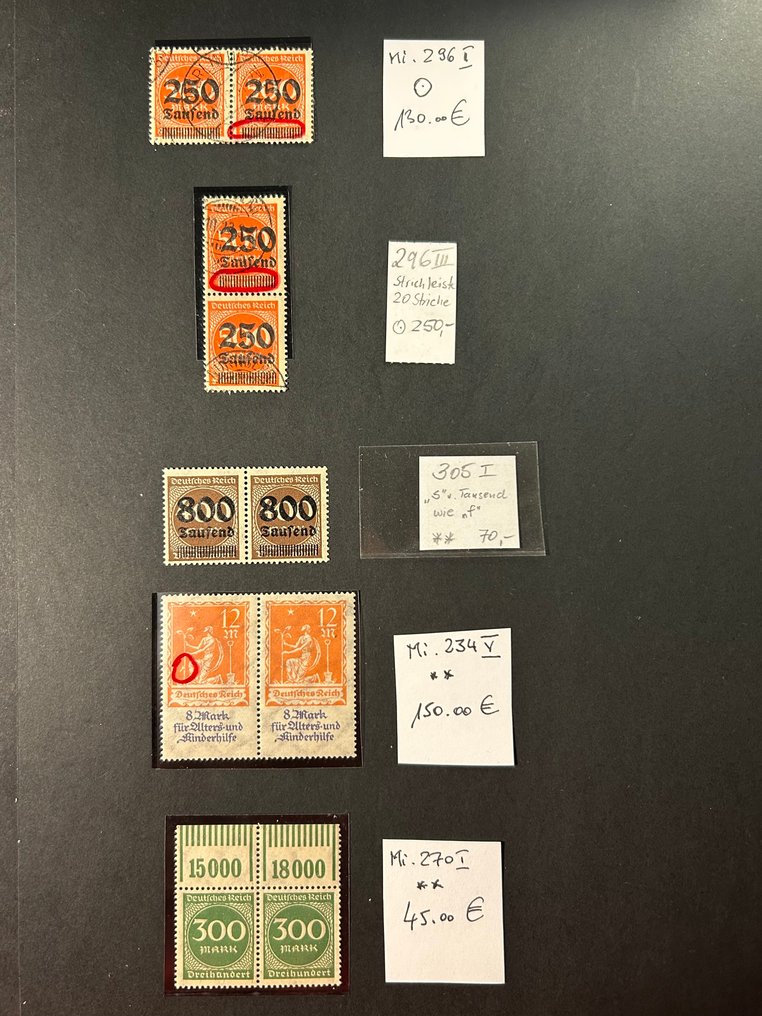 Deutsches Reich Deutsches Reich
250 250
Tausend Tausend
Mi. 296 I
130.00 €
250
Tausend
Deutsches Reich
250
Tausend
296 III
Strichleiste
20 Striche
250,-
Deutsches Reich Deutsches Reich
800 800
Tausend Tausend
305 I
„S" v. Tausend
wie „f"
** 70,-
12 12
M M
Deutsches Reich Deutsches Reich
8 Mark 8 Mark
für Alters-und für Alters-und
Kinderhilfe Kinderhilfe
Mi. 234 V
**
150.00 €
15000 18000
Deutsches Reich Deutsches Reich
300 300
MARK MARK
Dreihundert Dreihundert
Mi. 270 I
**
45.00 €